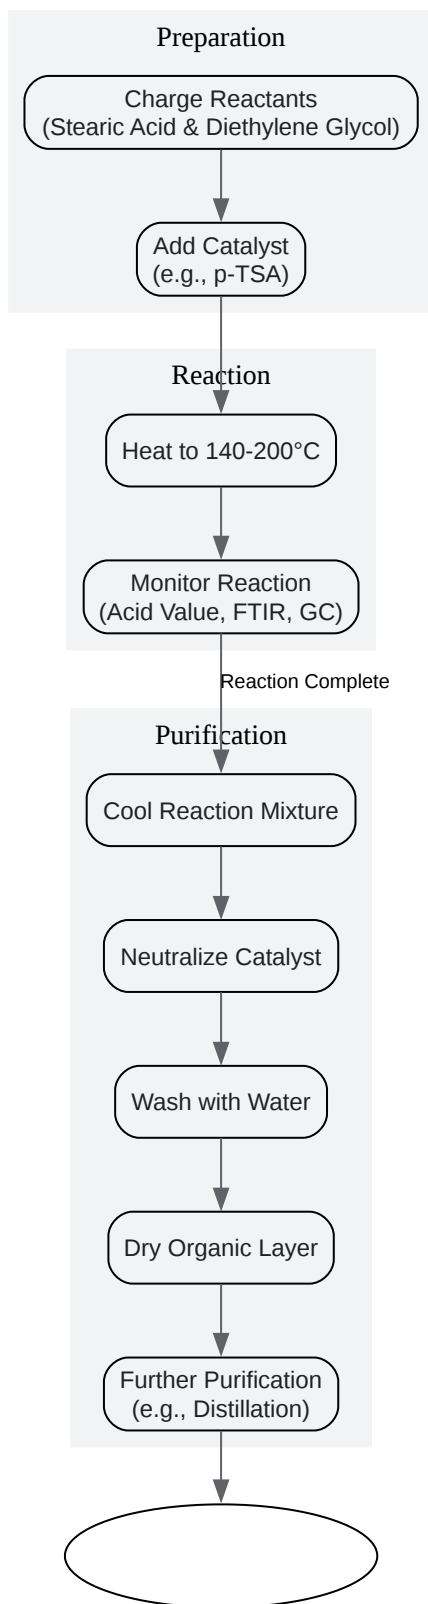 Preparation
Charge Reactants
(Stearic Acid & Diethylene Glycol)
Add Catalyst
(e.g., p-TSA)
Reaction
Heat to 140-200°C
Monitor Reaction
(Acid Value, FTIR, GC)
Reaction Complete
Purification
Cool Reaction Mixture
Neutralize Catalyst
Wash with Water
Dry Organic Layer
Further Purification
(e.g., Distillation)